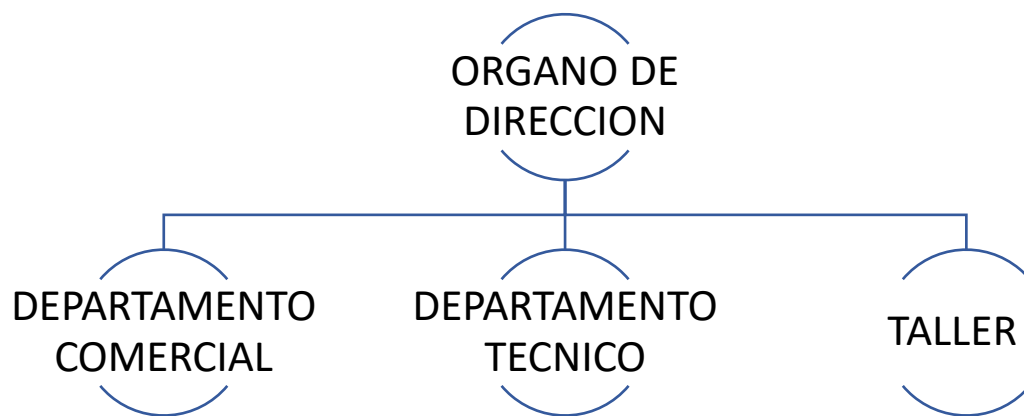 ORGANO DE
DIRECCION
DEPARTAMENTO
COMERCIAL
DEPARTAMENTO
TECNICO
TALLER